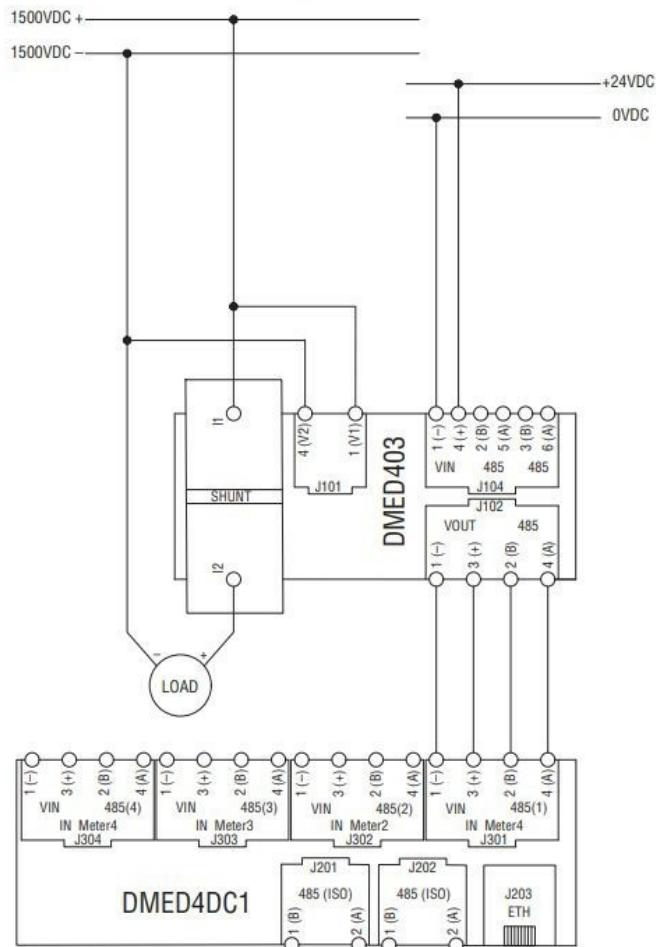 1500VDC +
1500VDC –
+24VDC
0VDC
I1
SHUNT
I2
4 (V2)
1 (V1)
J101
DMED403
1 (–)
4 (+)
2 (B)
5 (A)
3 (B)
6 (A)
VIN 485 485
J104
J102
VOUT 485
1 (–)
3 (+)
2 (B)
4 (A)
– +
LOAD
1 (–)
3 (+)
2 (B)
4 (A)
VIN 485(4)
IN Meter4
J304
1 (–)
3 (+)
2 (B)
4 (A)
VIN 485(3)
IN Meter3
J303
1 (–)
3 (+)
2 (B)
4 (A)
VIN 485(2)
IN Meter2
J302
1 (–)
3 (+)
2 (B)
4 (A)
VIN 485(1)
IN Meter4
J301
DMED4DC1
J201
485 (ISO)
1 (B)
2 (A)
J202
485 (ISO)
1 (B)
2 (A)
J203
ETH